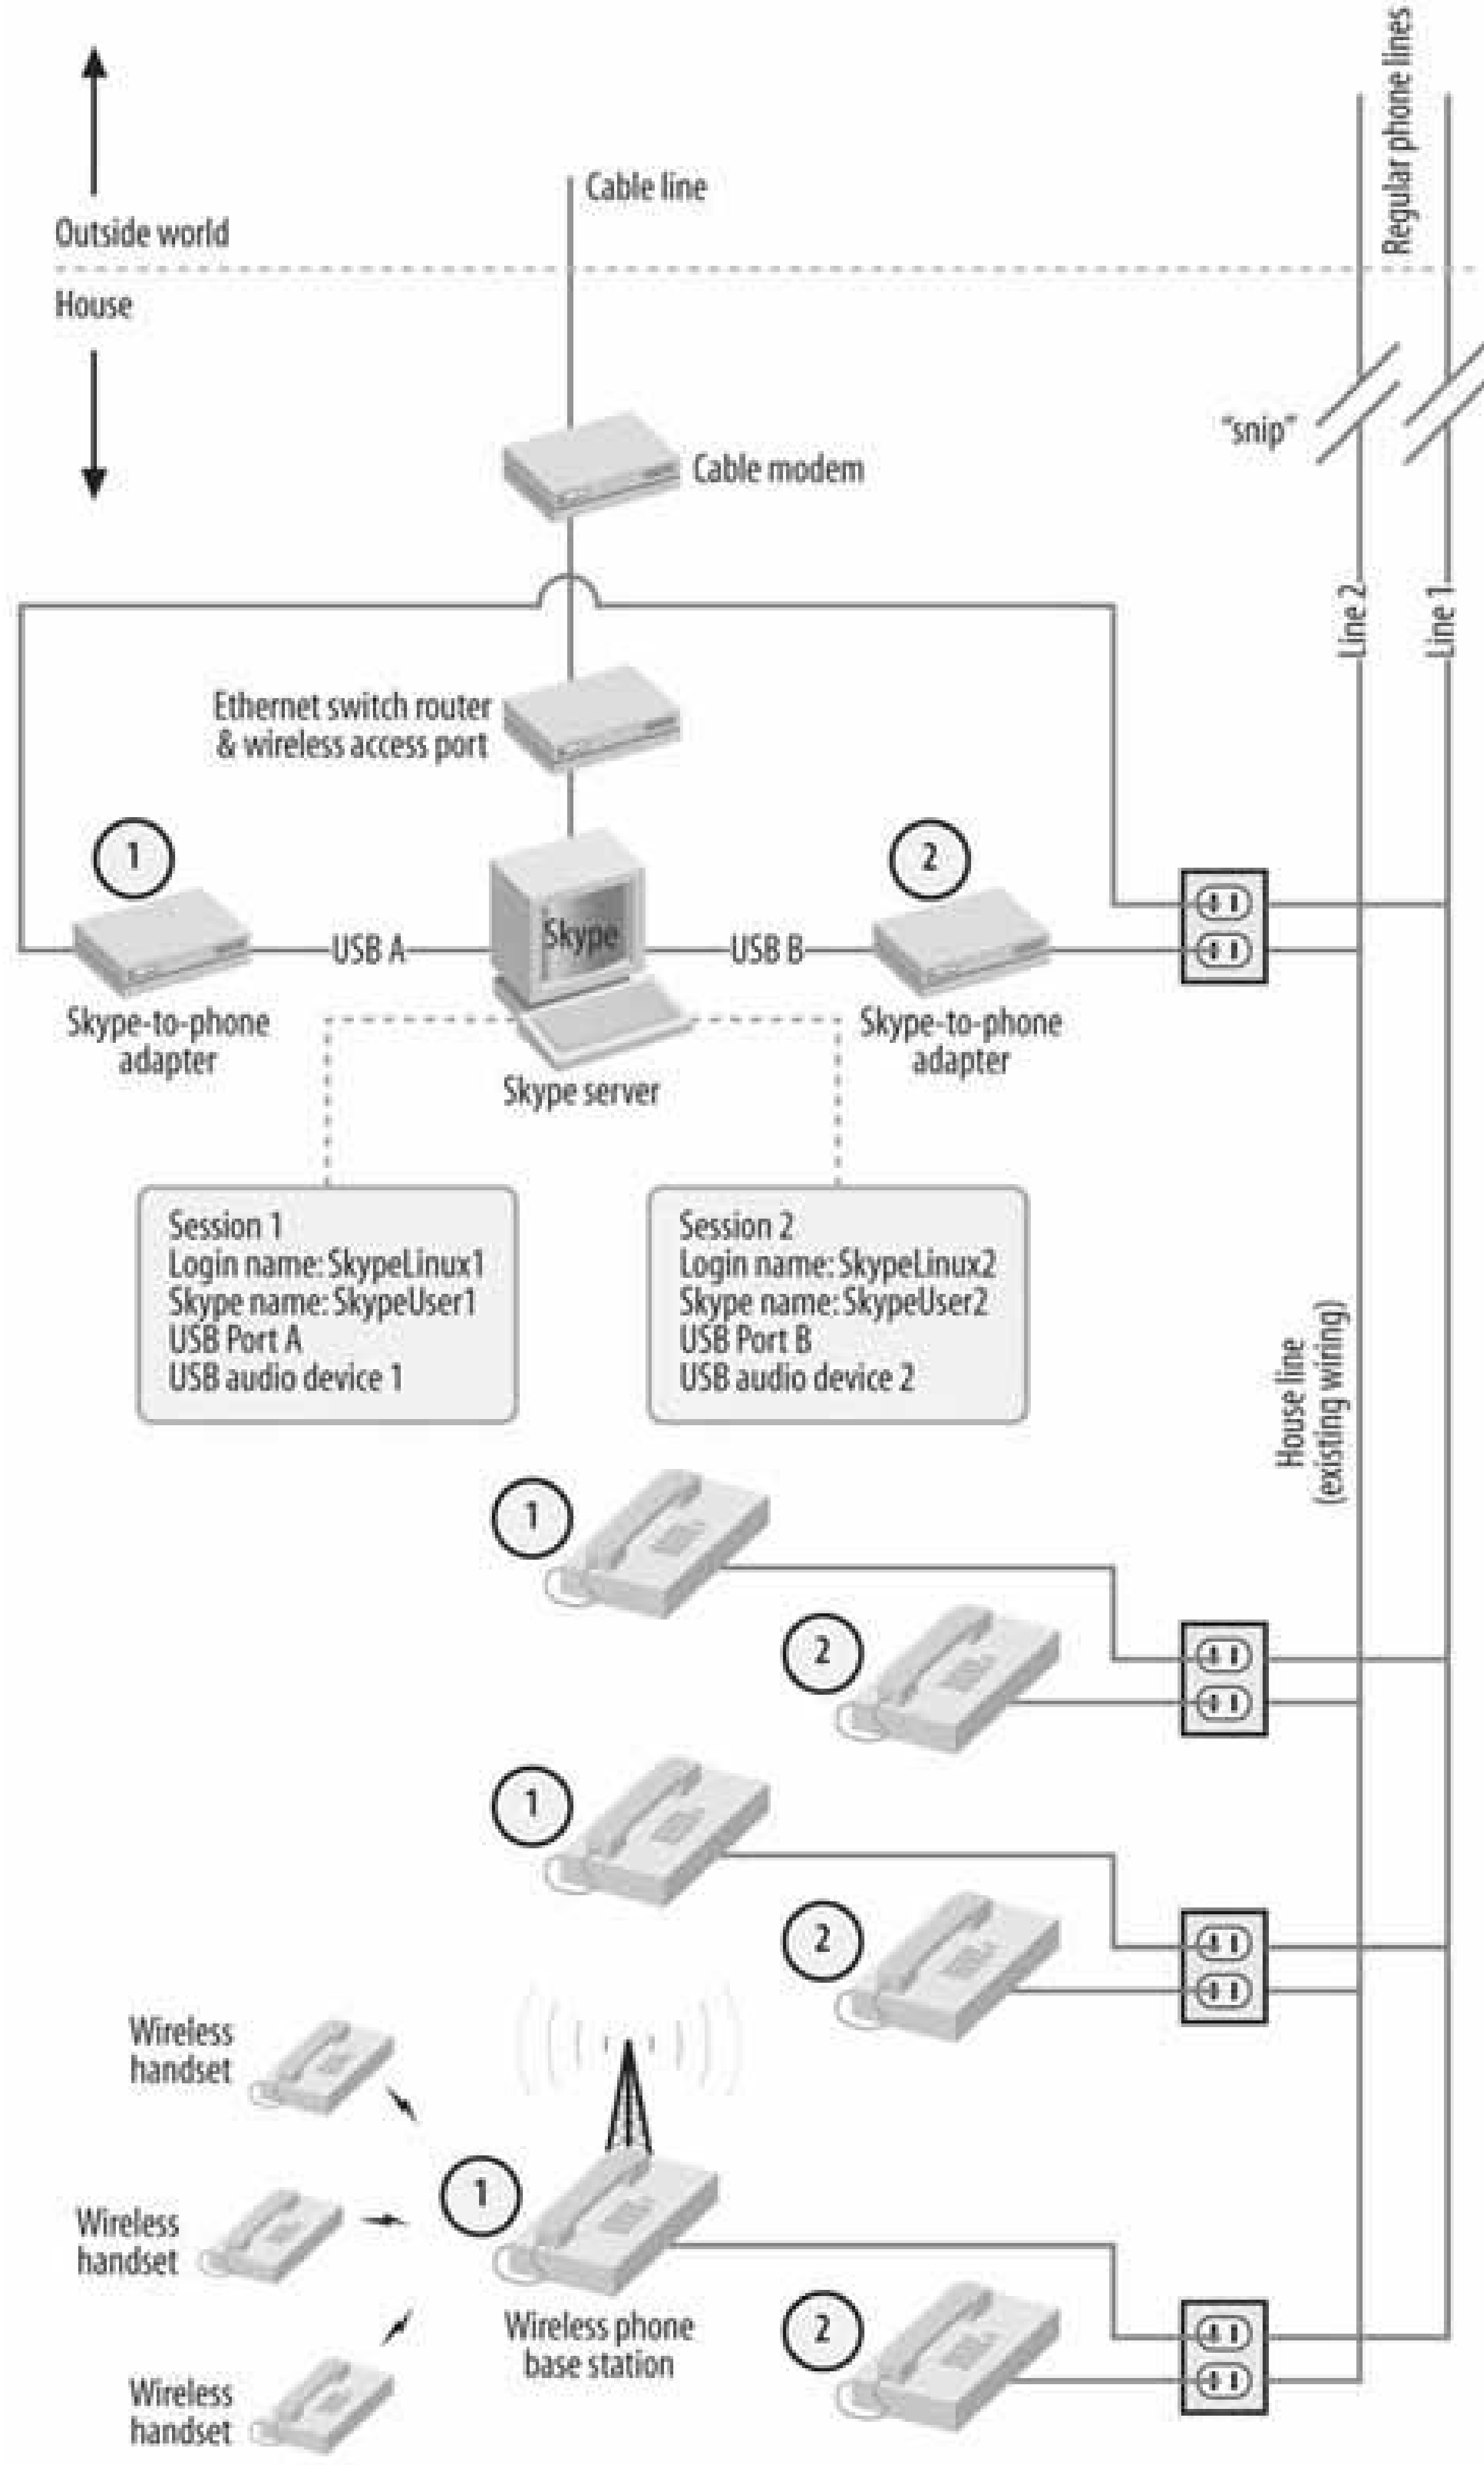 Regular phone lines
Cable line
Outside world
House
"snip"
Cable modem
Line 2
Line 1
Ethernet switch router
& wireless access port
1
2
Skype
USB A
USB B
Skype-to-phone
adapter
Skype-to-phone
adapter
Skype server
Session 1
Login name: SkypeLinux1
Skype name: SkypeUser1
USB Port A
USB audio device 1
Session 2
Login name: SkypeLinux2
Skype name: SkypeUser2
USB Port B
USB audio device 2
House line
(existing wiring)
1
2
1
2
Wireless
handset
1
Wireless
handset
Wireless phone
base station
2
Wireless
handset